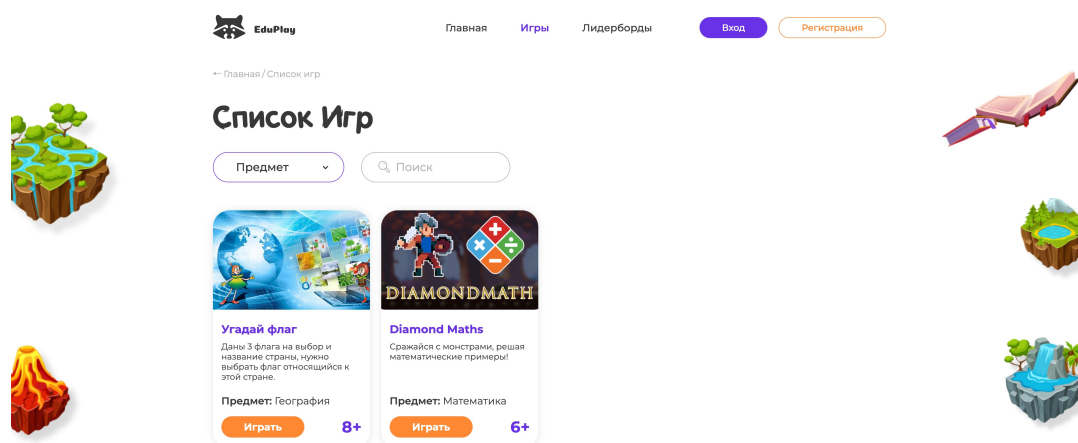 EduPlay
Главная Игры Лидерборды Вход Регистрация
← Главная / Список игр
Список Игр
Предмет Поиск
DIAMONDMATH
Угадай флаг
Даны 3 флага на выбор и
название страны, нужно
выбрать флаг относящийся к
этой стране.
Предмет: География
Играть 8+
Diamond Maths
Сражайся с монстрами, решая
математические примеры!
Предмет: Математика
Играть 6+